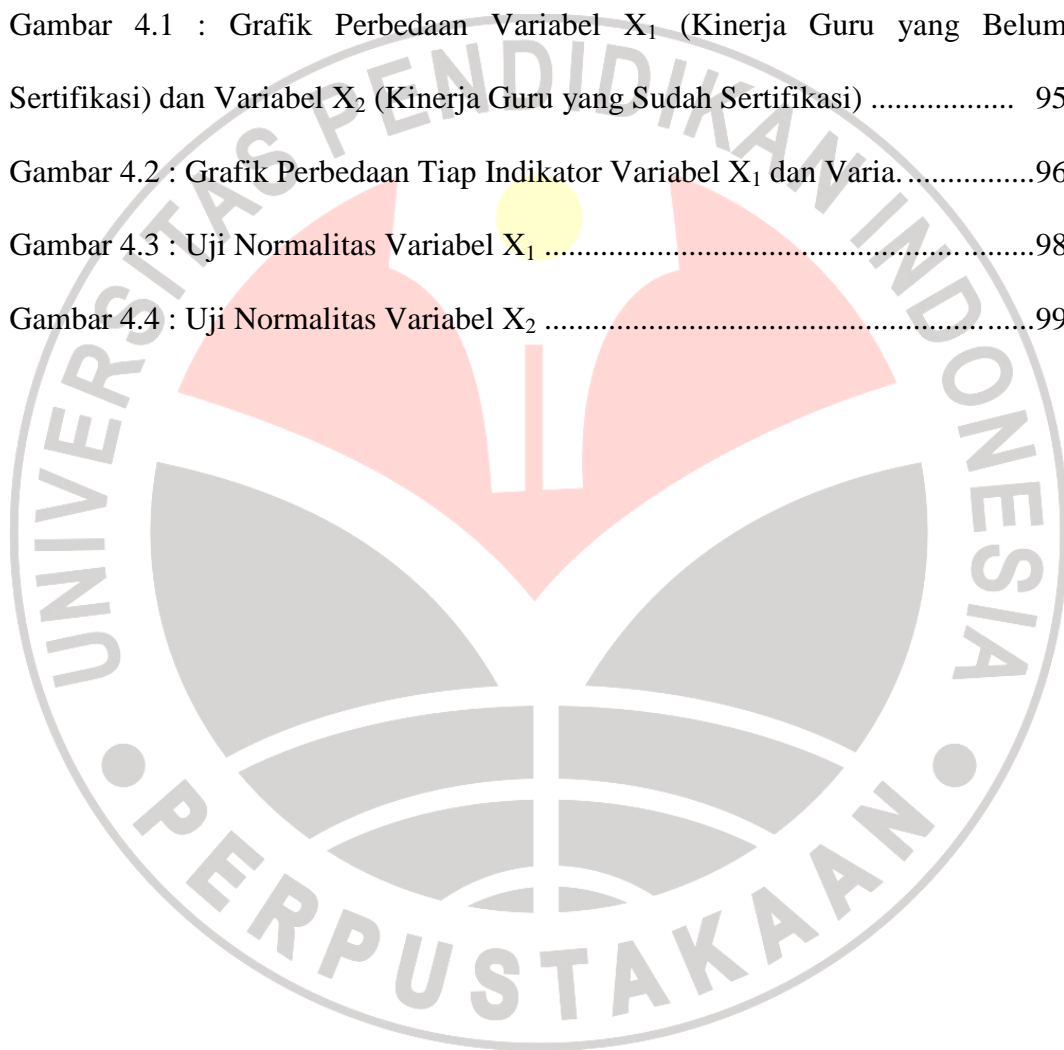 Gambar 4.1 : Grafik Perbedaan Variabel X₁ (Kinerja Guru yang Belum
Sertifikasi) dan Variabel X₂ (Kinerja Guru yang Sudah Sertifikasi) .................. 95
Gambar 4.2 : Grafik Perbedaan Tiap Indikator Variabel X₁ dan Varia. ................96
Gambar 4.3 : Uji Normalitas Variabel X₁ ..............................................................98
Gambar 4.4 : Uji Normalitas Variabel X₂ ..............................................................99
UNIVERSITAS PENDIDIKAN INDONESIA
PERPUSTAKAAN